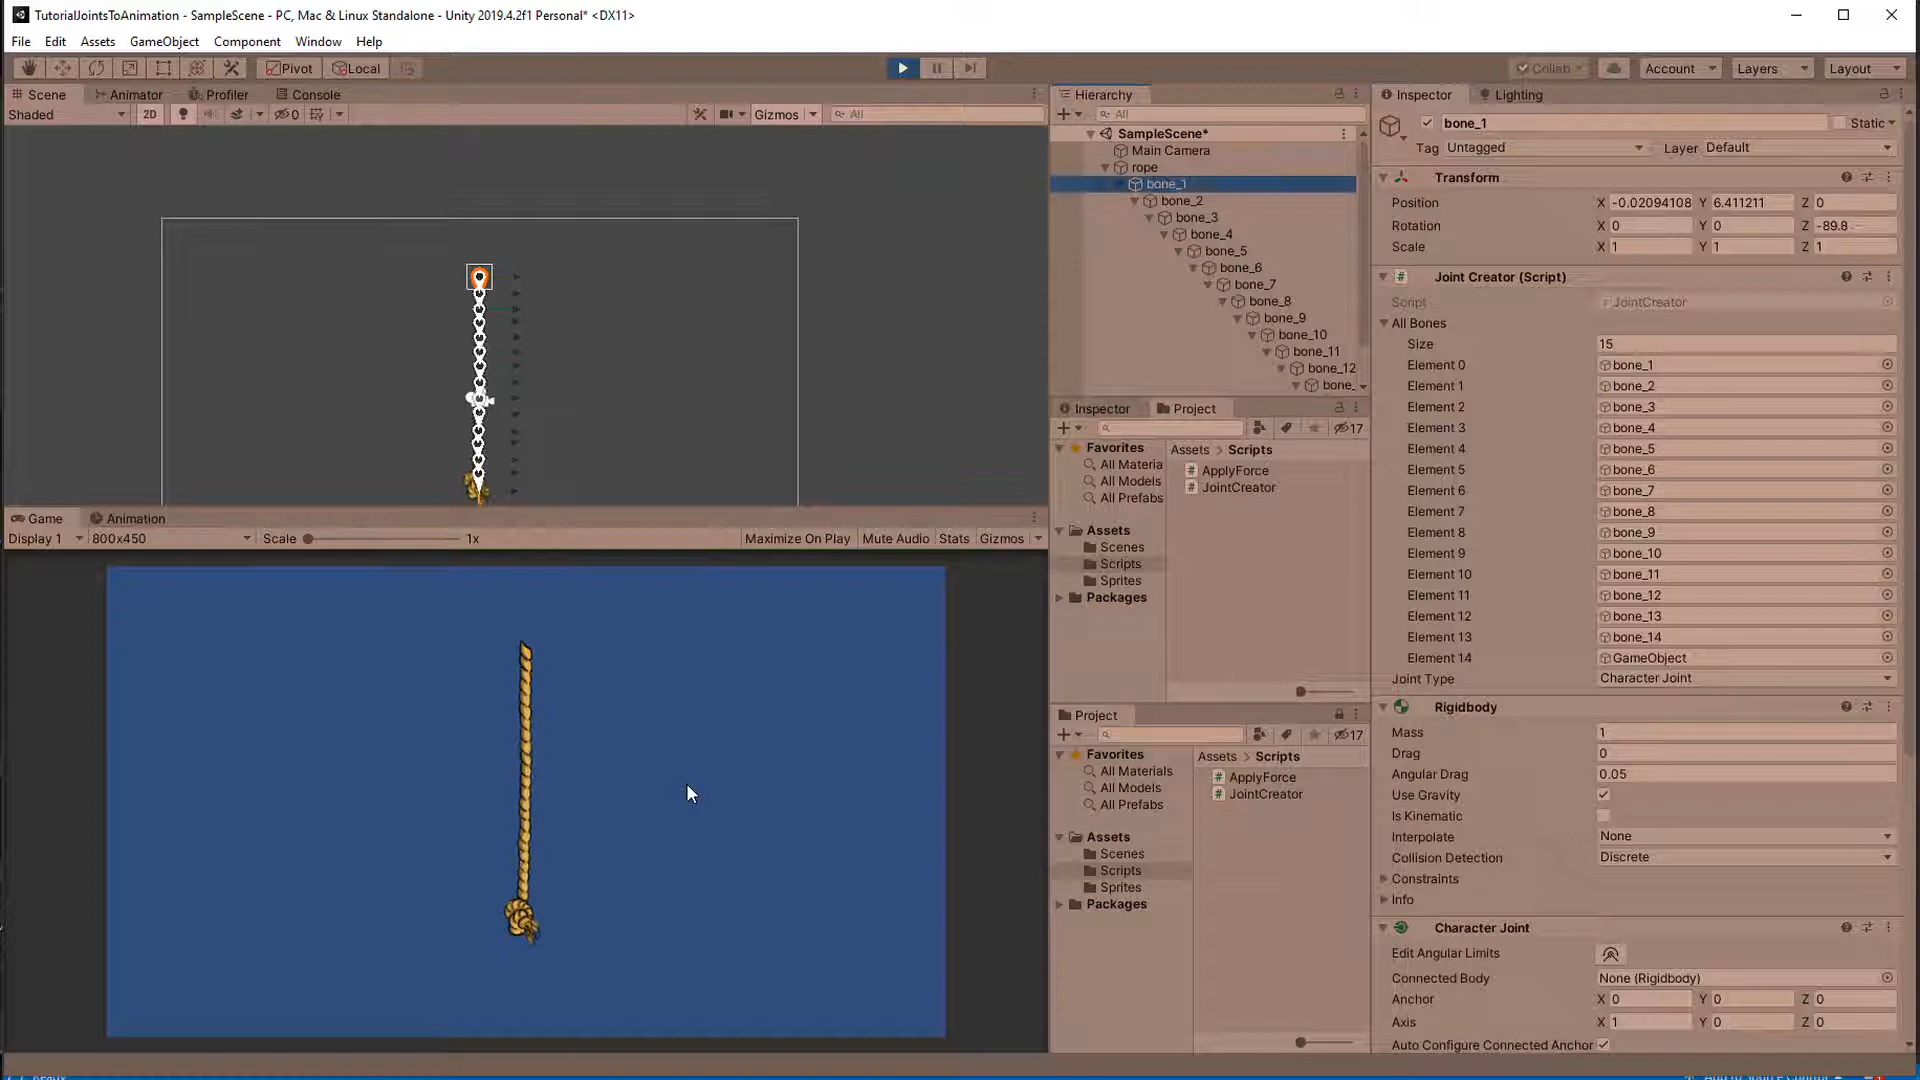 TutorialJointsToAnimation - SampleScene - PC, Mac & Linux Standalone - Unity 2019.4.2f1 Personal* <DX11>
File Edit Assets GameObject Component Window Help
Pivot Local Collab Account Layers Layout
Scene Animator Profiler Console
Shaded 2D 0 Gizmos All
Hierarchy
All
SampleScene*
Main Camera
rope
bone_1
bone_2
bone_3
bone_4
bone_5
bone_6
bone_7
bone_8
bone_9
bone_10
bone_11
bone_12
bone_
Inspector Project
17
Favorites
All Materia
All Models
All Prefabs
Assets
Scenes
Scripts
Sprites
Packages
Assets > Scripts
ApplyForce
JointCreator
Project
17
Favorites
All Materials
All Models
All Prefabs
Assets
Scenes
Scripts
Sprites
Packages
Assets > Scripts
ApplyForce
JointCreator
Game Animation
Display 1 800x450 Scale 1x Maximize On Play Mute Audio Stats Gizmos
Inspector Lighting
bone_1 Static
Tag Untagged Layer Default
Transform
Position X -0.02094108 Y 6.411211 Z 0
Rotation X 0 Y 0 Z -89.8
Scale X 1 Y 1 Z 1
Joint Creator (Script)
Script JointCreator
All Bones
Size 15
Element 0 bone_1
Element 1 bone_2
Element 2 bone_3
Element 3 bone_4
Element 4 bone_5
Element 5 bone_6
Element 6 bone_7
Element 7 bone_8
Element 8 bone_9
Element 9 bone_10
Element 10 bone_11
Element 11 bone_12
Element 12 bone_13
Element 13 bone_14
Element 14 GameObject
Joint Type Character Joint
Rigidbody
Mass 1
Drag 0
Angular Drag 0.05
Use Gravity
Is Kinematic
Interpolate None
Collision Detection Discrete
Constraints
Info
Character Joint
Edit Angular Limits
Connected Body None (Rigidbody)
Anchor X 0 Y 0 Z 0
Axis X 1 Y 0 Z 0
Auto Configure Connected Anchor